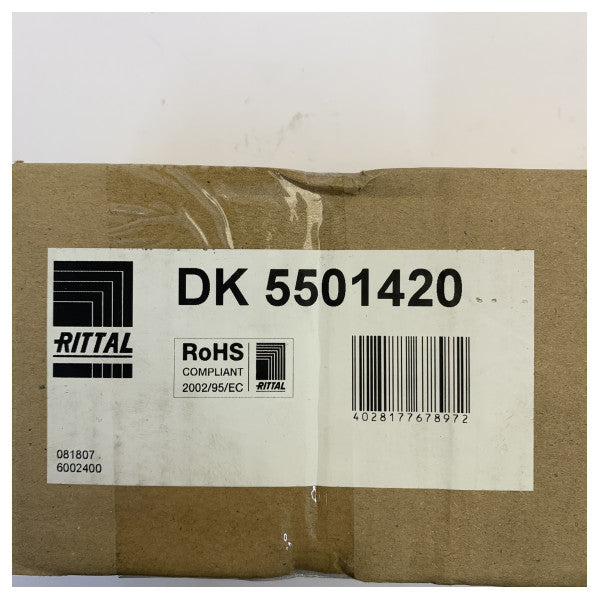 DK 5501420
RITTAL
RoHS
COMPLIANT
2002/95/EC
RITTAL
4028177678972
081807
6002400